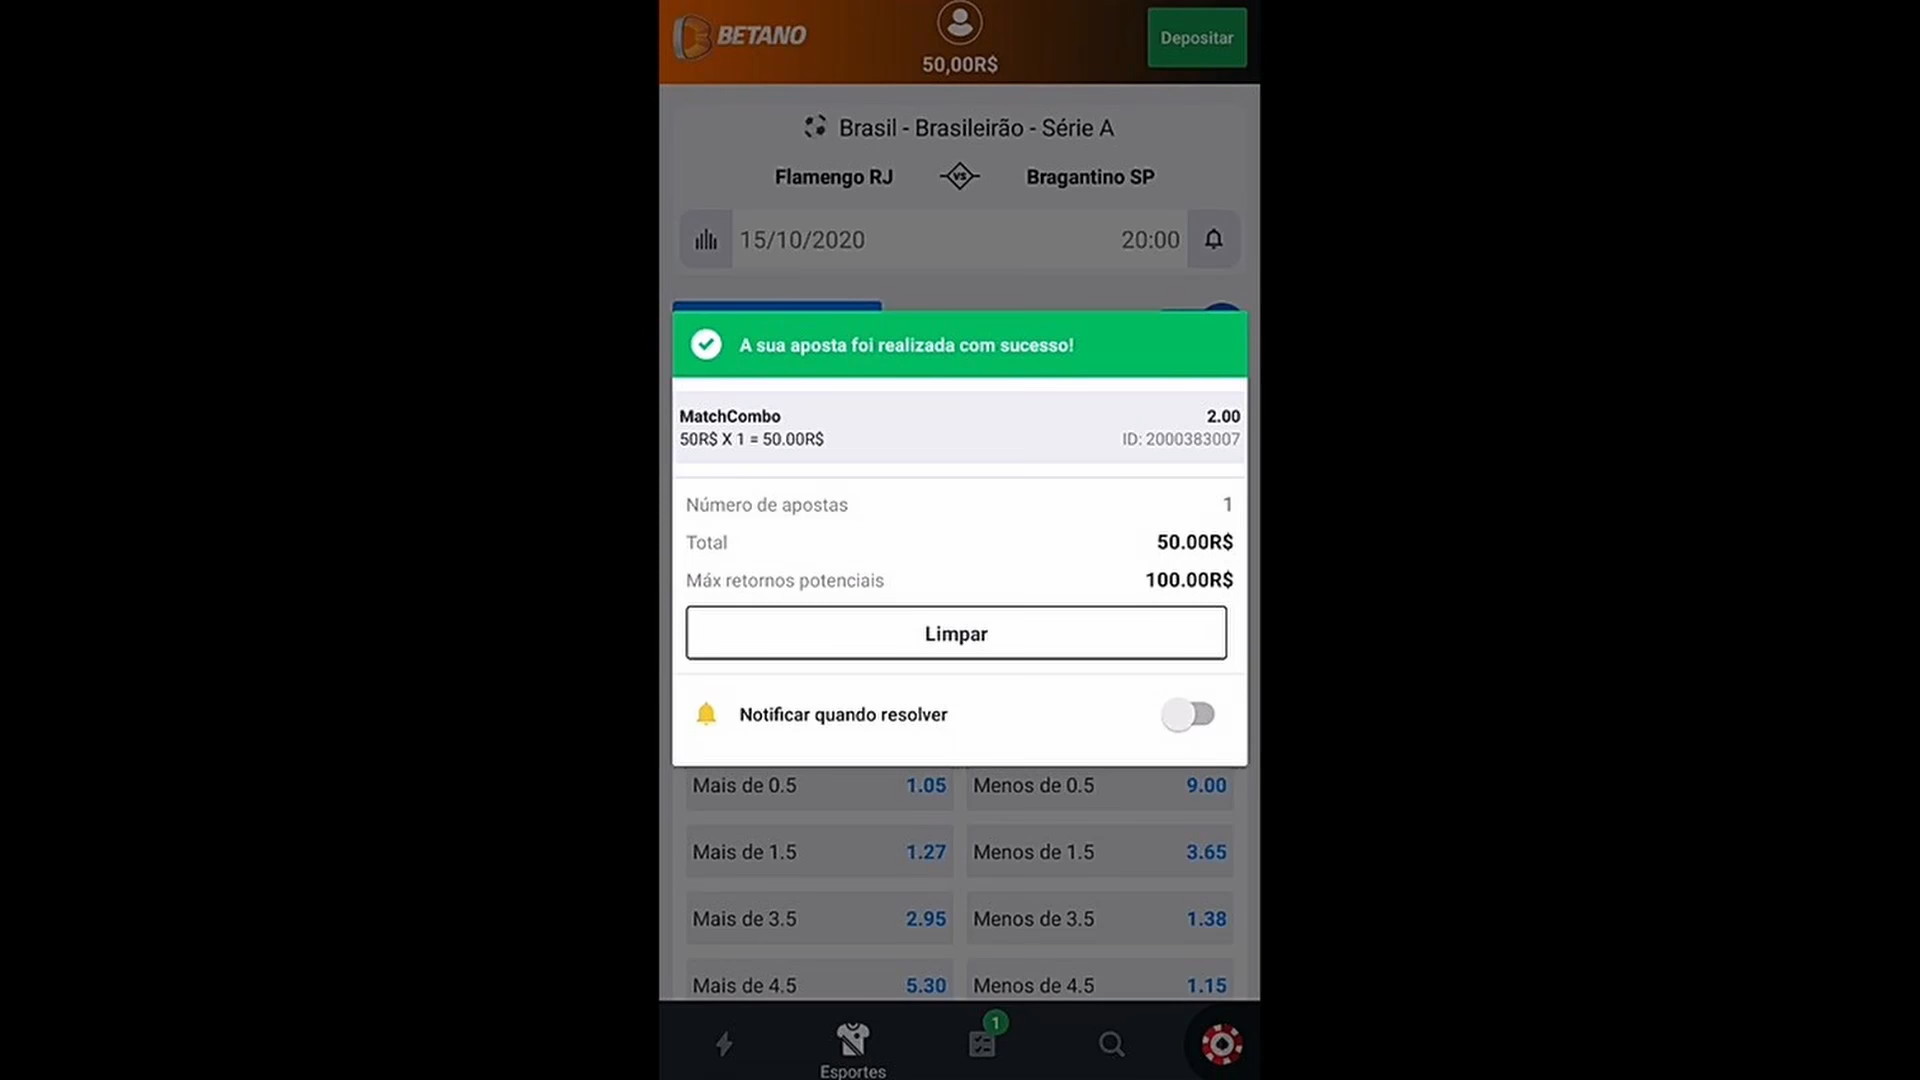 BETANO
50,00R$
Depositar
Brasil - Brasileirão - Série A
Flamengo RJ
VS
Bragantino SP
15/10/2020
20:00
A sua aposta foi realizada com sucesso!
MatchCombo
2.00
50R$ X 1 = 50.00R$
ID: 2000383007
Número de apostas
1
Total
50.00R$
Máx retornos potenciais
100.00R$
Limpar
Notificar quando resolver
Mais de 0.5
1.05
Menos de 0.5
9.00
Mais de 1.5
1.27
Menos de 1.5
3.65
Mais de 3.5
2.95
Menos de 3.5
1.38
Mais de 4.5
5.30
Menos de 4.5
1.15
1
Esportes